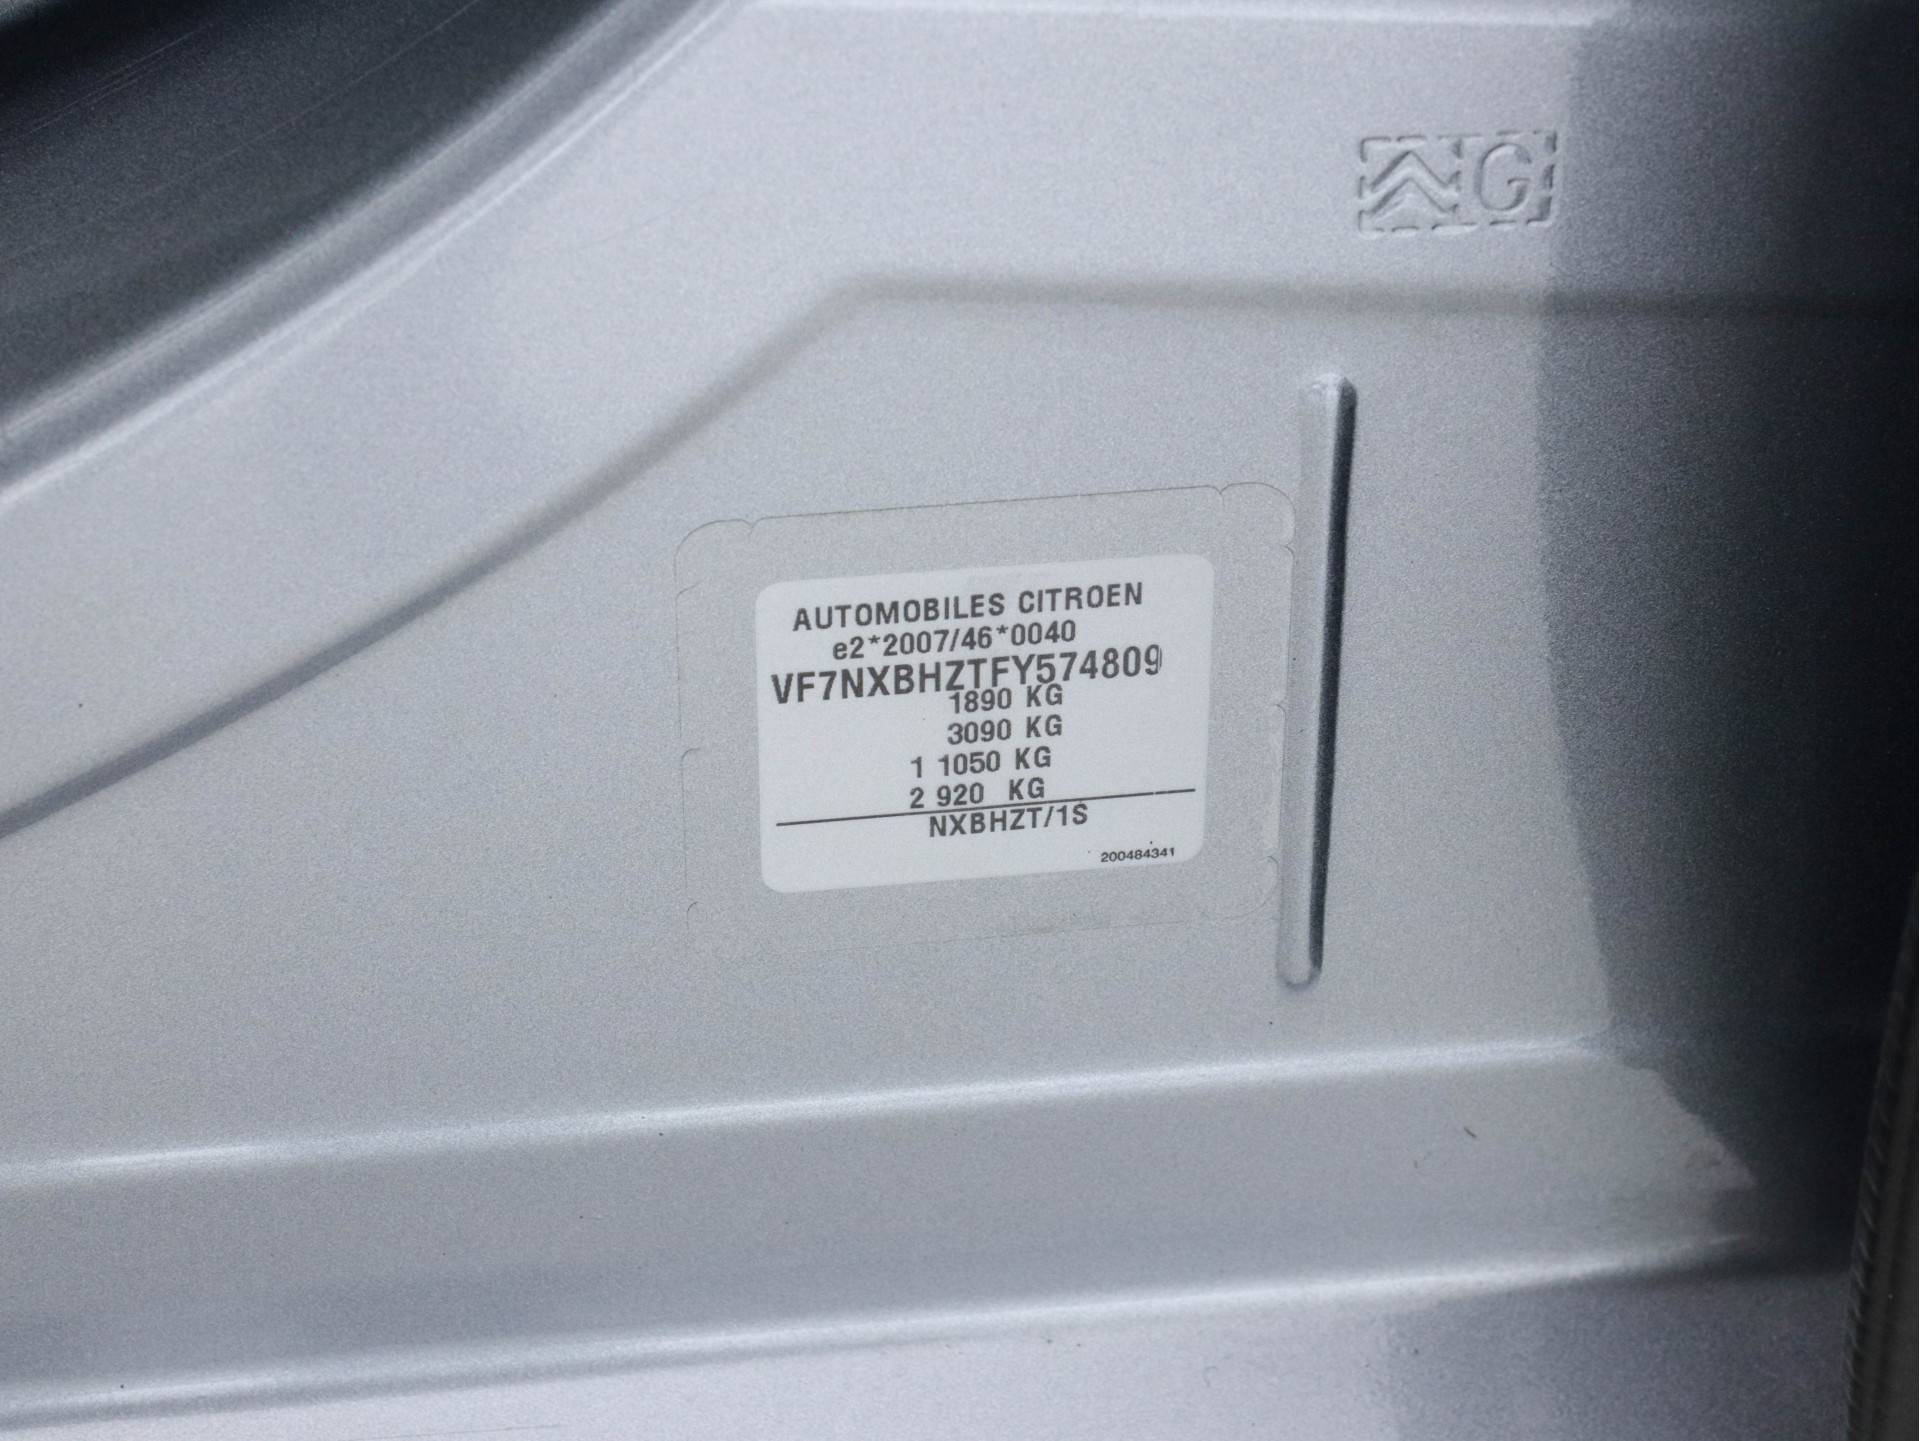 G
AUTOMOBILES CITROEN
e2*2007/46*0040
VF7NXBHZTFY574809
1890 KG
3090 KG
1 1050 KG
2 920 KG
NXBHZT/1S
200484341